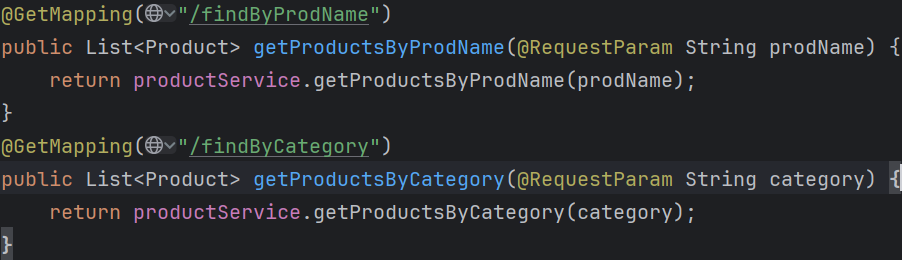 @GetMapping("/findByProdName")
public List<Product> getProductsByProdName(@RequestParam String prodName) {
    return productService.getProductsByProdName(prodName);
}
@GetMapping("/findByCategory")
public List<Product> getProductsByCategory(@RequestParam String category) {
    return productService.getProductsByCategory(category);
}